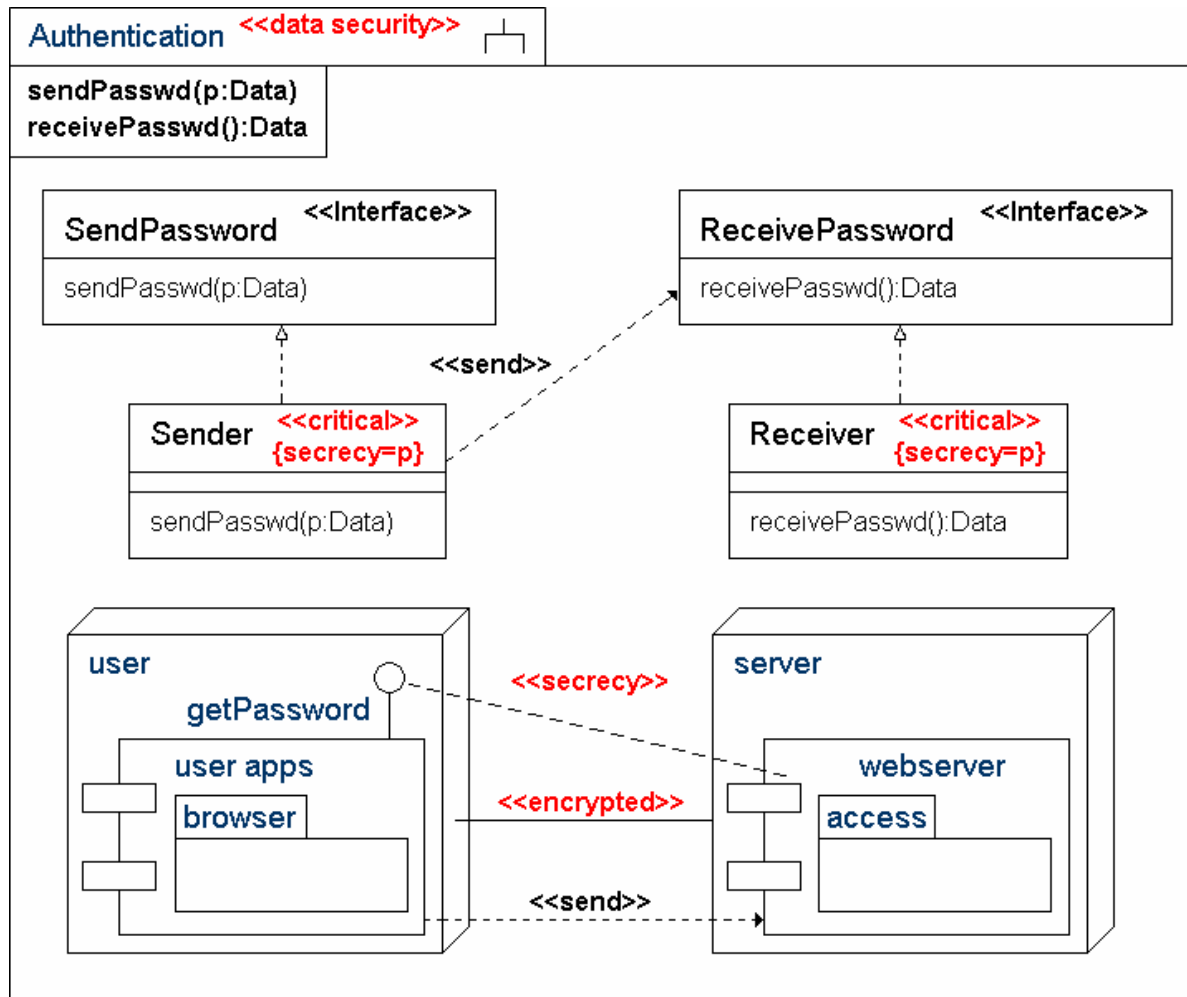 Authentication <<data security>>
sendPasswd(p:Data)
receivePasswd():Data
SendPassword <<Interface>>
sendPasswd(p:Data)
ReceivePassword <<Interface>>
receivePasswd():Data
<<send>>
Sender <<critical>>
{secrecy=p}
sendPasswd(p:Data)
Receiver <<critical>>
{secrecy=p}
receivePasswd():Data
user
getPassword
user apps
browser
<<secrecy>>
<<encrypted>>
<<send>>
server
webserver
access